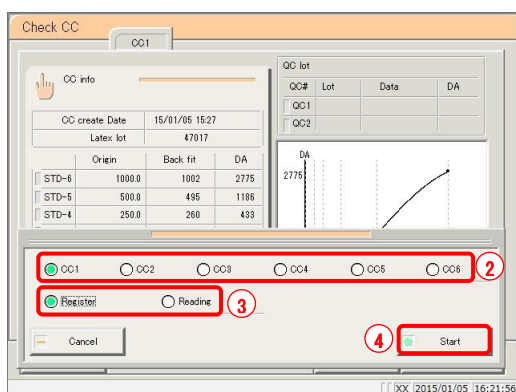 Check CC
CC1
CC info
CC create Date 15/01/05 15:27
Latex lot 47017
Origin Back fit DA
STD-6 1000.0 1002 2775
STD-5 500.0 495 1186
STD-4 250.0 260 433
QC lot
QC# Lot Data DA
QC1
QC2
DA
2775
CC1 CC2 CC3 CC4 CC5 CC6 2
Register Reading 3
Cancel 4 Start
XX 2015/01/05 16:21:56